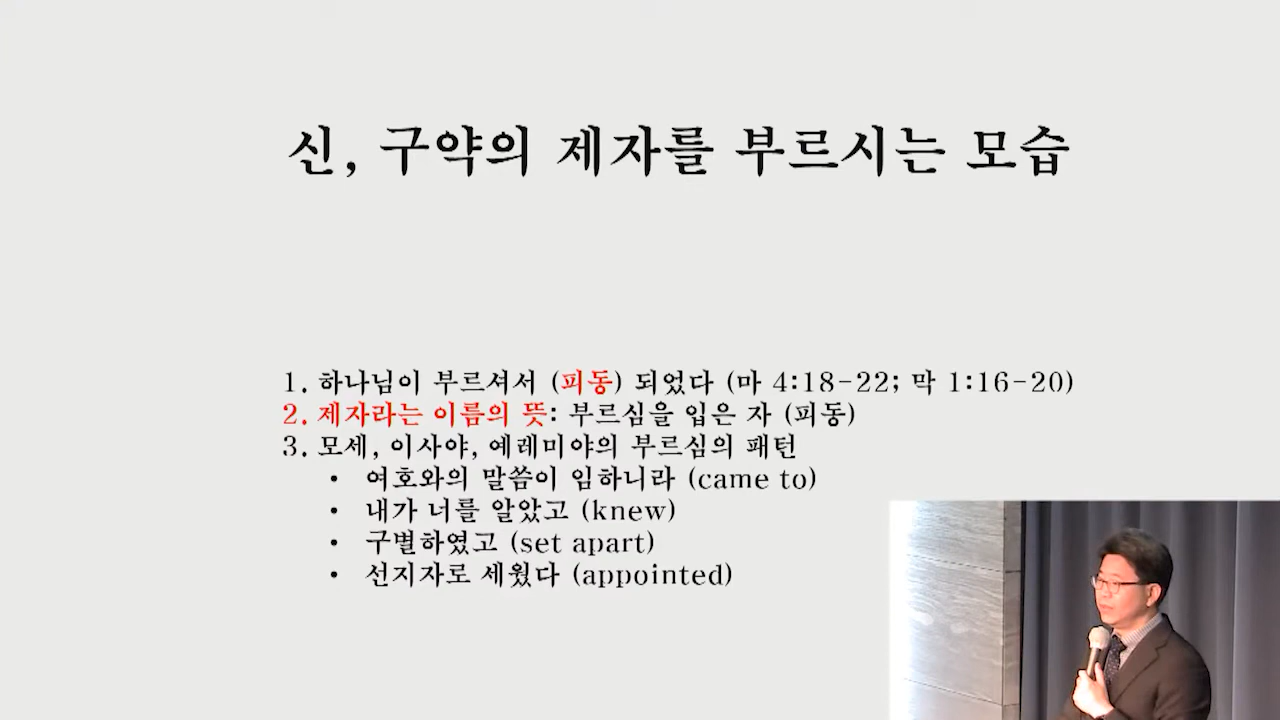 신, 구약의 제자를 부르시는 모습
1. 하나님이 부르셔서 (피동) 되었다 (마 4:18-22; 막 1:16-20)
2. 제자라는 이름의 뜻: 부르심을 입은 자 (피동)
3. 모세, 이사야, 예레미야의 부르심의 패턴
• 여호와의 말씀이 임하니라 (came to)
• 내가 너를 알았고 (knew)
• 구별하였고 (set apart)
• 선지자로 세웠다 (appointed)